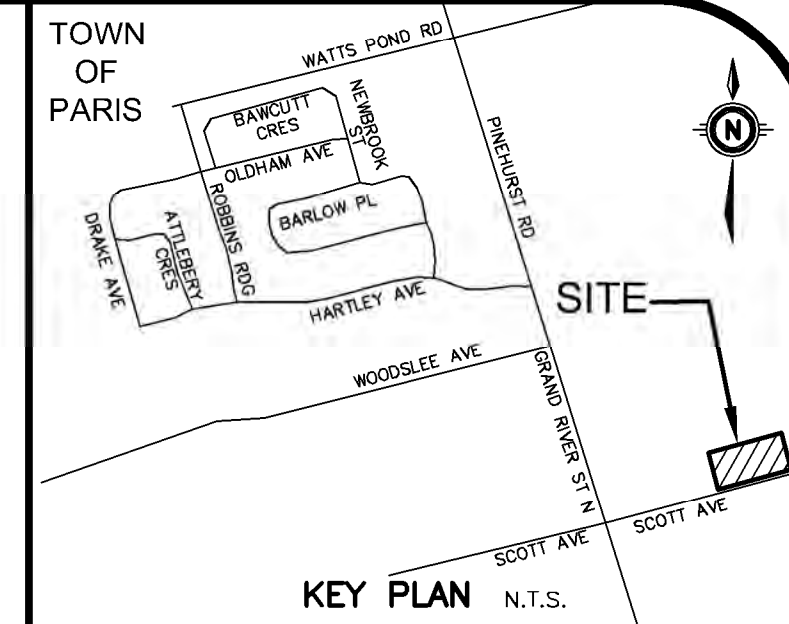 TOWN
OF
PARIS
WATTS POND RD
BAWCUTT
CRES
NEWBROOK
ST
OLDHAM AVE
PINEHURST RD
N
DRAKE AVE
ATTLEBERY
CRES
ROBBINS RDG
BARLOW PL
HARTLEY AVE
SITE
WOODSLEE AVE
GRAND RIVER ST N
SCOTT AVE
SCOTT AVE
KEY PLAN N.T.S.